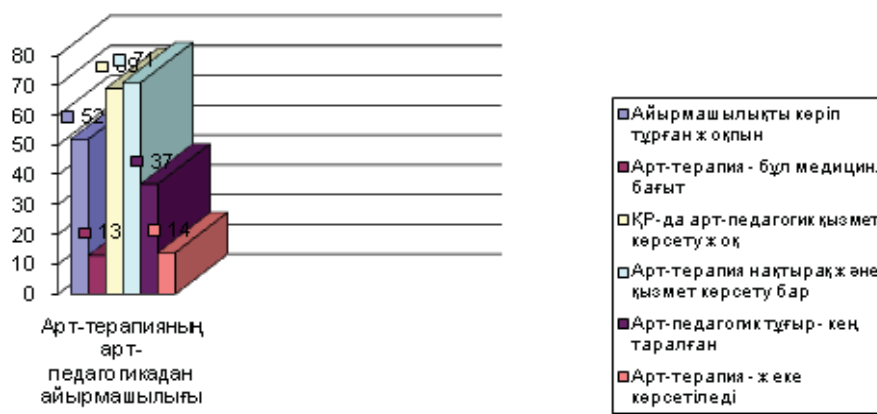 80
70
60
50
40
30
20
10
0
52
13
69
71
37
14
Арт-терапияның
арт-
педагогикадан
айырмашылығы
Айырмашылықты көріп
тұрған жоқпын
Арт-терапия - бұл медицин
бағыт
ҚР-да арт-педагогик қызмет
көрсету жоқ
Арт-терапия нақтырақ және
қызмет көрсету бар
Арт-педагогик тұғыр- кең
таралған
Арт-терапия - жеке
көрсетіледі